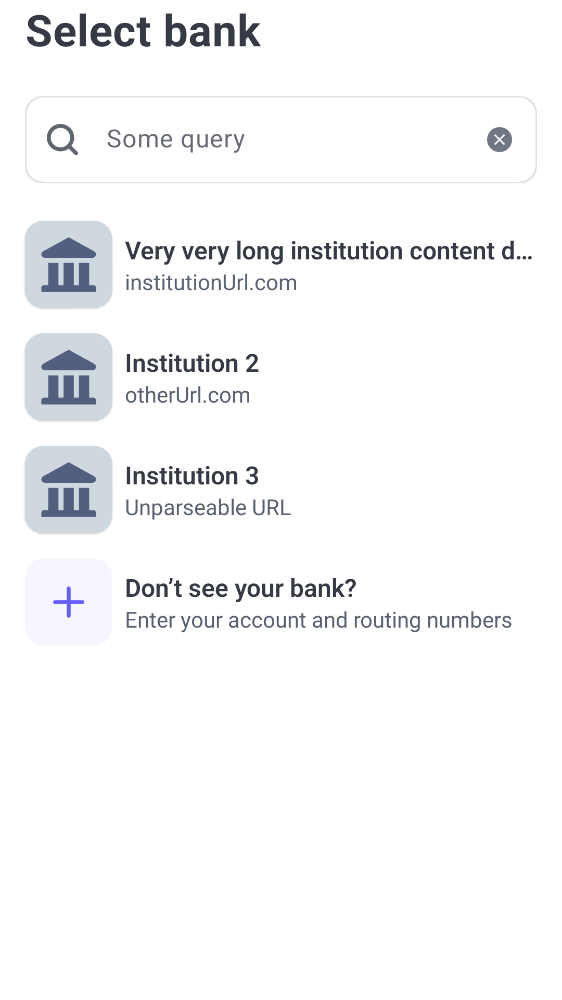 Select bank
Some query
Very very long institution content d...
institutionUrl.com
Institution 2
otherUrl.com
Institution 3
Unparseable URL
Don’t see your bank?
Enter your account and routing numbers